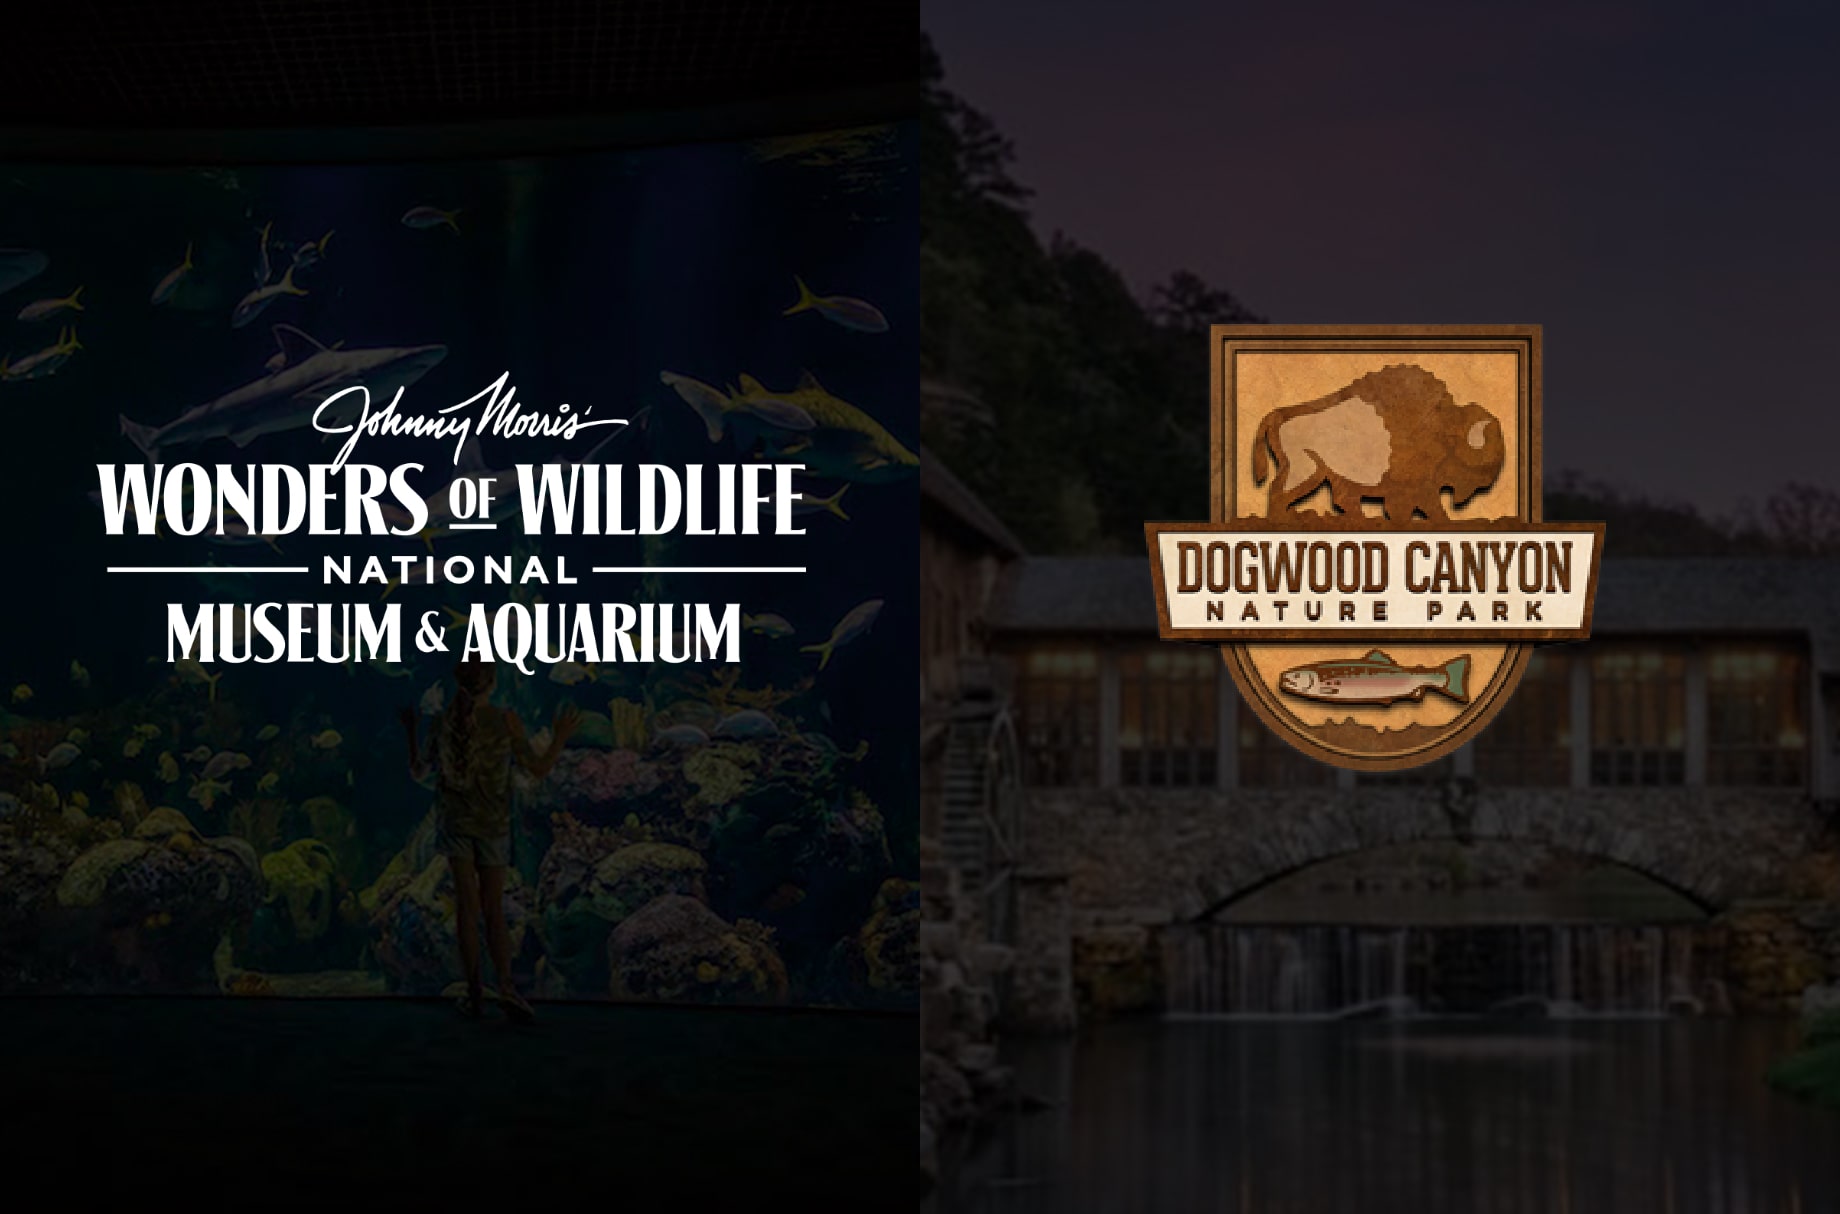 Johnny Morris'
WONDERS OF WILDLIFE
NATIONAL
MUSEUM & AQUARIUM
DOGWOOD CANYON
NATURE PARK